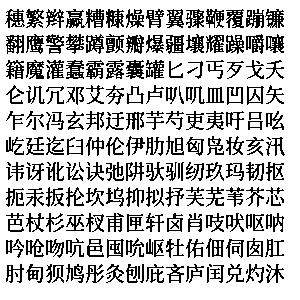 穗繁辫赢糟糠燥臂翼骤鞭覆蹦镰
翻鹰警攀蹲颤瓣爆疆壤耀躁嚼嚷
籍魔灌蠢霸露囊罐匕刁丐歹戈夭
仑讥冗邓艾夯凸卢叭叽皿凹囚矢
乍尔冯玄邦迂邢芋芍吏夷吁吕吆
屹廷迄臼仲伦伊肋旭匈凫妆亥汛
讳讶讹讼诀弛阱驮驯纫玖玛韧抠
扼汞扳抡坎坞抑拟抒芙芜苇芥芯
芭杖杉巫杈甫匣轩卤肖吱吠呕呐
吟呛吻吭邑囤吮岖牡佑佃伺囱肛
肘甸狈鸠彤灸刨庇吝庐闰兑灼沐